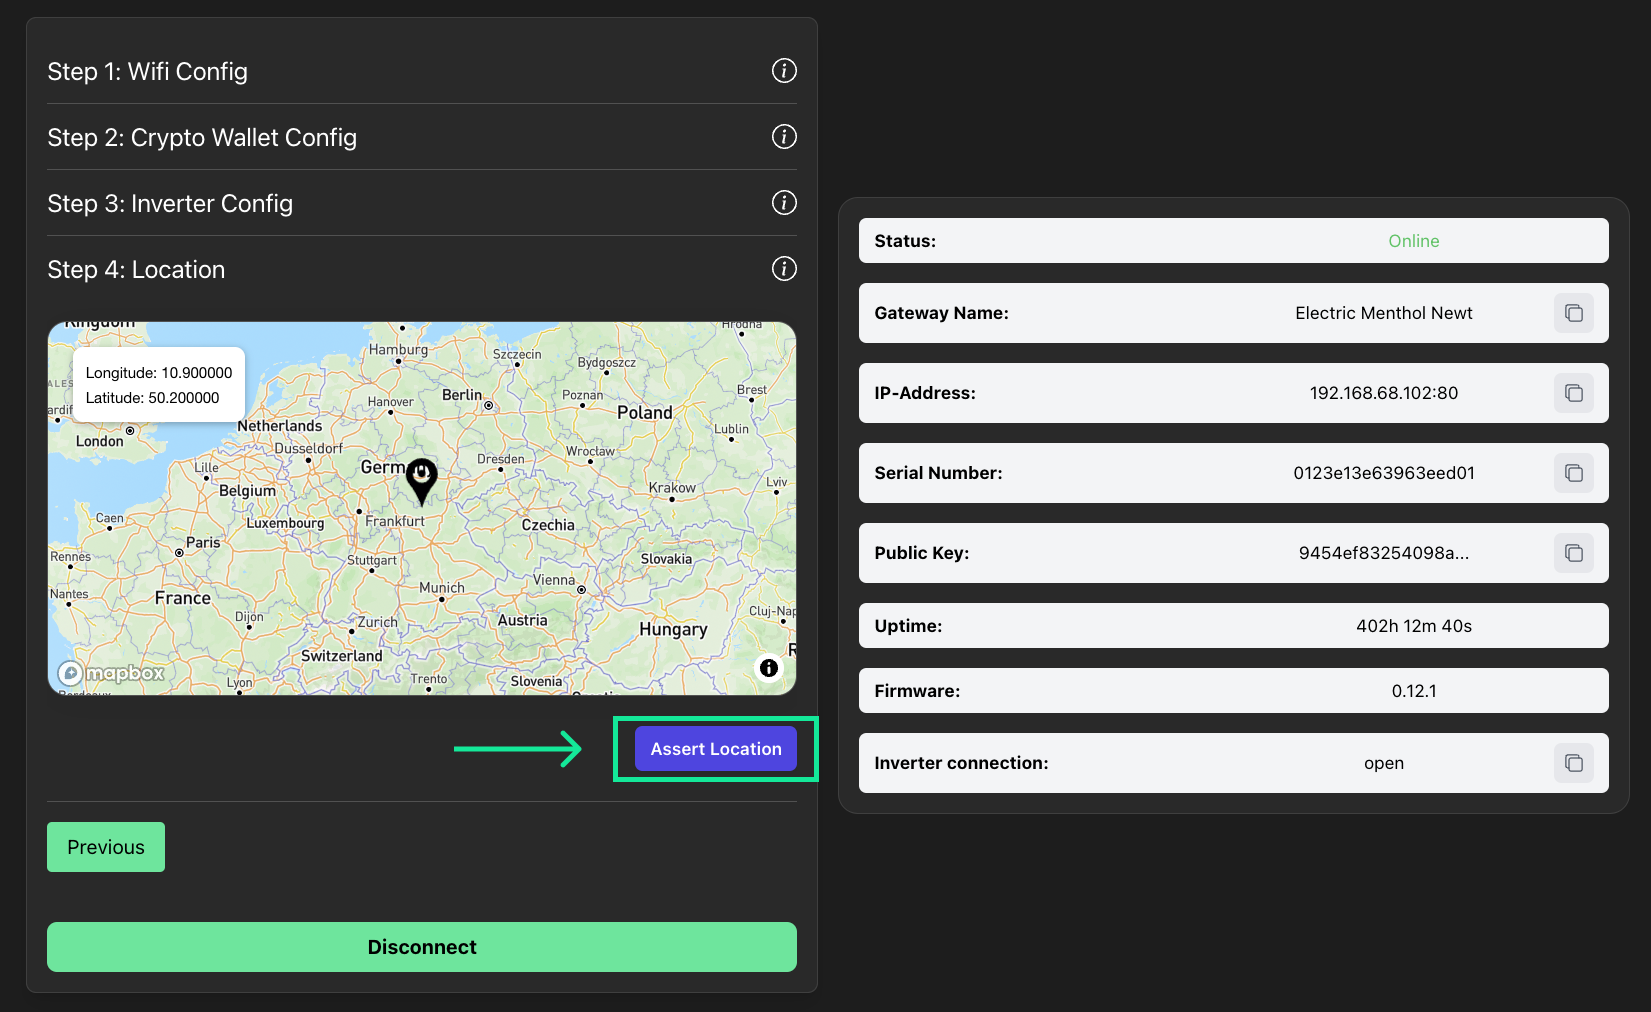 Step 1: Wifi Config
Step 2: Crypto Wallet Config
Step 3: Inverter Config
Step 4: Location
Kingdom
Longitude: 10.900000
Latitude: 50.200000
London
Hamburg
Szczecin
Hrodna
Bydgoszcz
Brest
Hanover
Berlin
Poznan
Poland
Netherlands
Dusseldorf
Lublin
Lille
Germ
Dresden
Wroclaw
Belgium
Krakow
Lviv
Caen
Luxembourg
Frankfurt
Czechia
Paris
Rennes
Stuttgart
Slovakia
Nantes
France
Munich
Vienna
Dijon
Zurich
Austria
Hungary
Cluj-Nap
Switzerland
R
mapbox
Lyon
Trento
Slovenia
Assert Location
Previous
Disconnect
Status: Online
Gateway Name: Electric Menthol Newt
IP-Address: 192.168.68.102:80
Serial Number: 0123e13e63963eed01
Public Key: 9454ef83254098a...
Uptime: 402h 12m 40s
Firmware: 0.12.1
Inverter connection: open